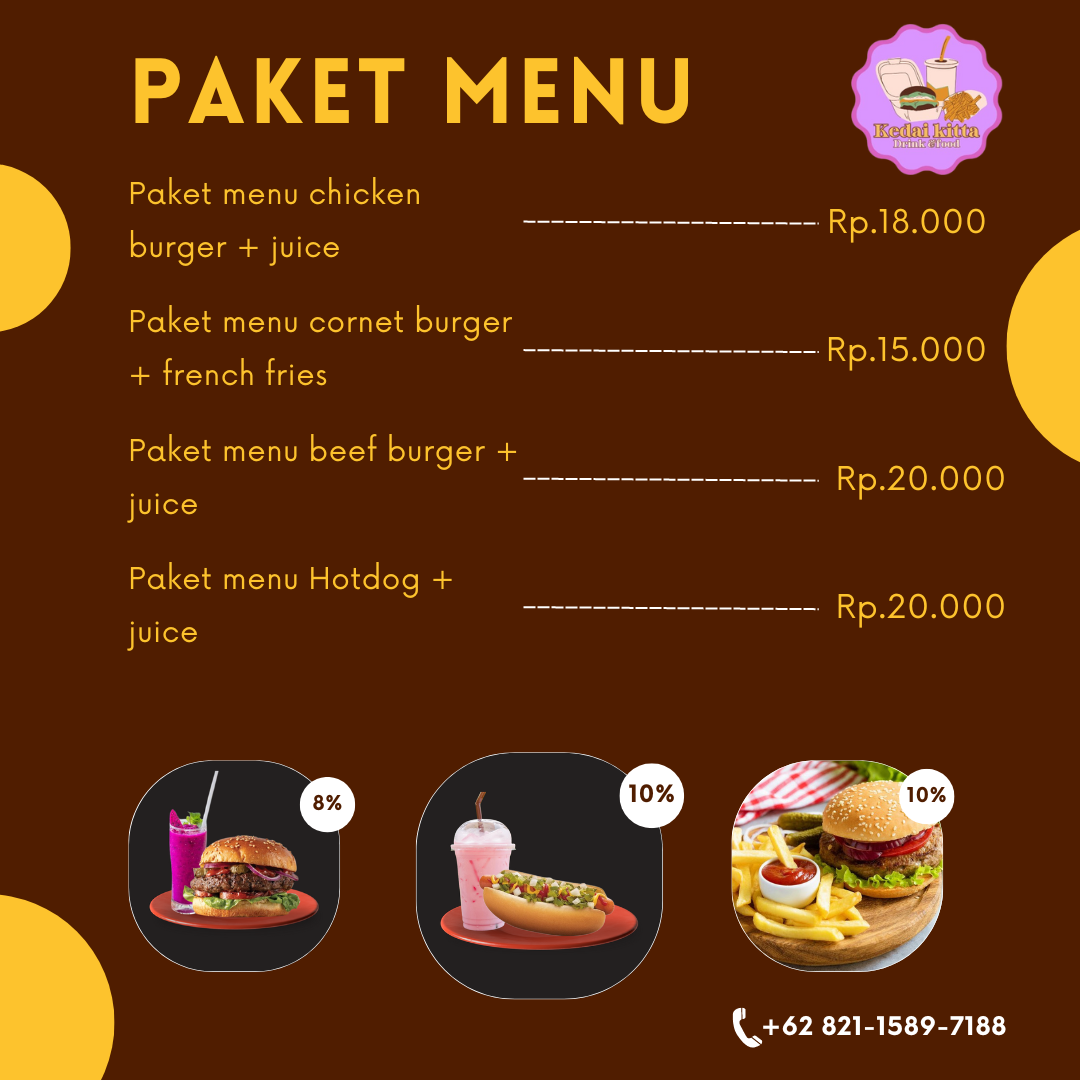 PAKET MENU
Kedai kitta
Drink &Food
Paket menu chicken
burger + juice
Rp.18.000
Paket menu cornet burger
+ french fries
Rp.15.000
Paket menu beef burger +
juice
Rp.20.000
Paket menu Hotdog +
juice
Rp.20.000
8%
10%
10%
+62 821-1589-7188